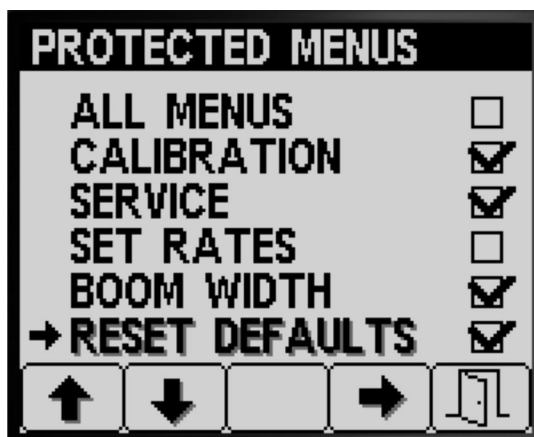 PROTECTED MENUS
ALL MENUS
CALIBRATION
SERVICE
SET RATES
BOOM WIDTH
RESET DEFAULTS